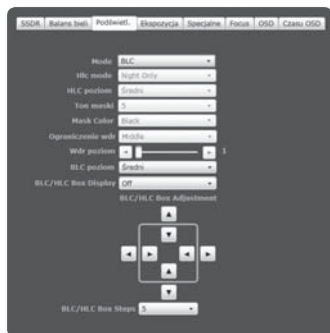 SSDR Balans bieli Podświetl. Ekspozycja Specjalne Focus OSD Czasu OSD
Mode BLC
Hlc mode Night Only
HLC poziom Średni
Ton maski 5
Mask Color Black
Ograniczenie wdr Middle
Wdr poziom 3
BLC poziom Średni
BLC/HLC Box Display Off
BLC/HLC Box Adjustment
BLC/HLC Box Steps 5